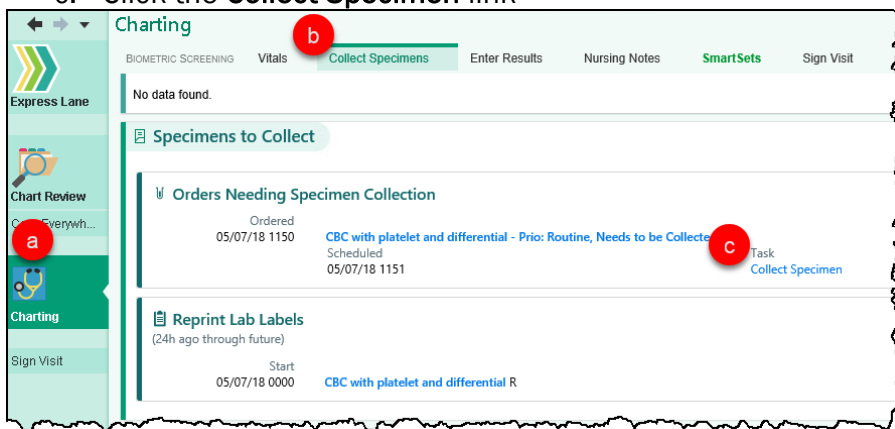 Click the Collect Specimen link
Charting
b
BIOMETRIC SCREENING Vitals Collect Specimens Enter Results Nursing Notes SmartSets Sign Visit
Express Lane
No data found.
Specimens to Collect
Chart Review
Orders Needing Specimen Collection
Ordered
05/07/18 1150 CBC with platelet and differential - Prio: Routine, Needs to be Collecte
Everywh...
a
c
Scheduled Task
05/07/18 1151 Collect Specimen
Charting
Reprint Lab Labels
(24h ago through future)
Sign Visit
Start
05/07/18 0000 CBC with platelet and differential R